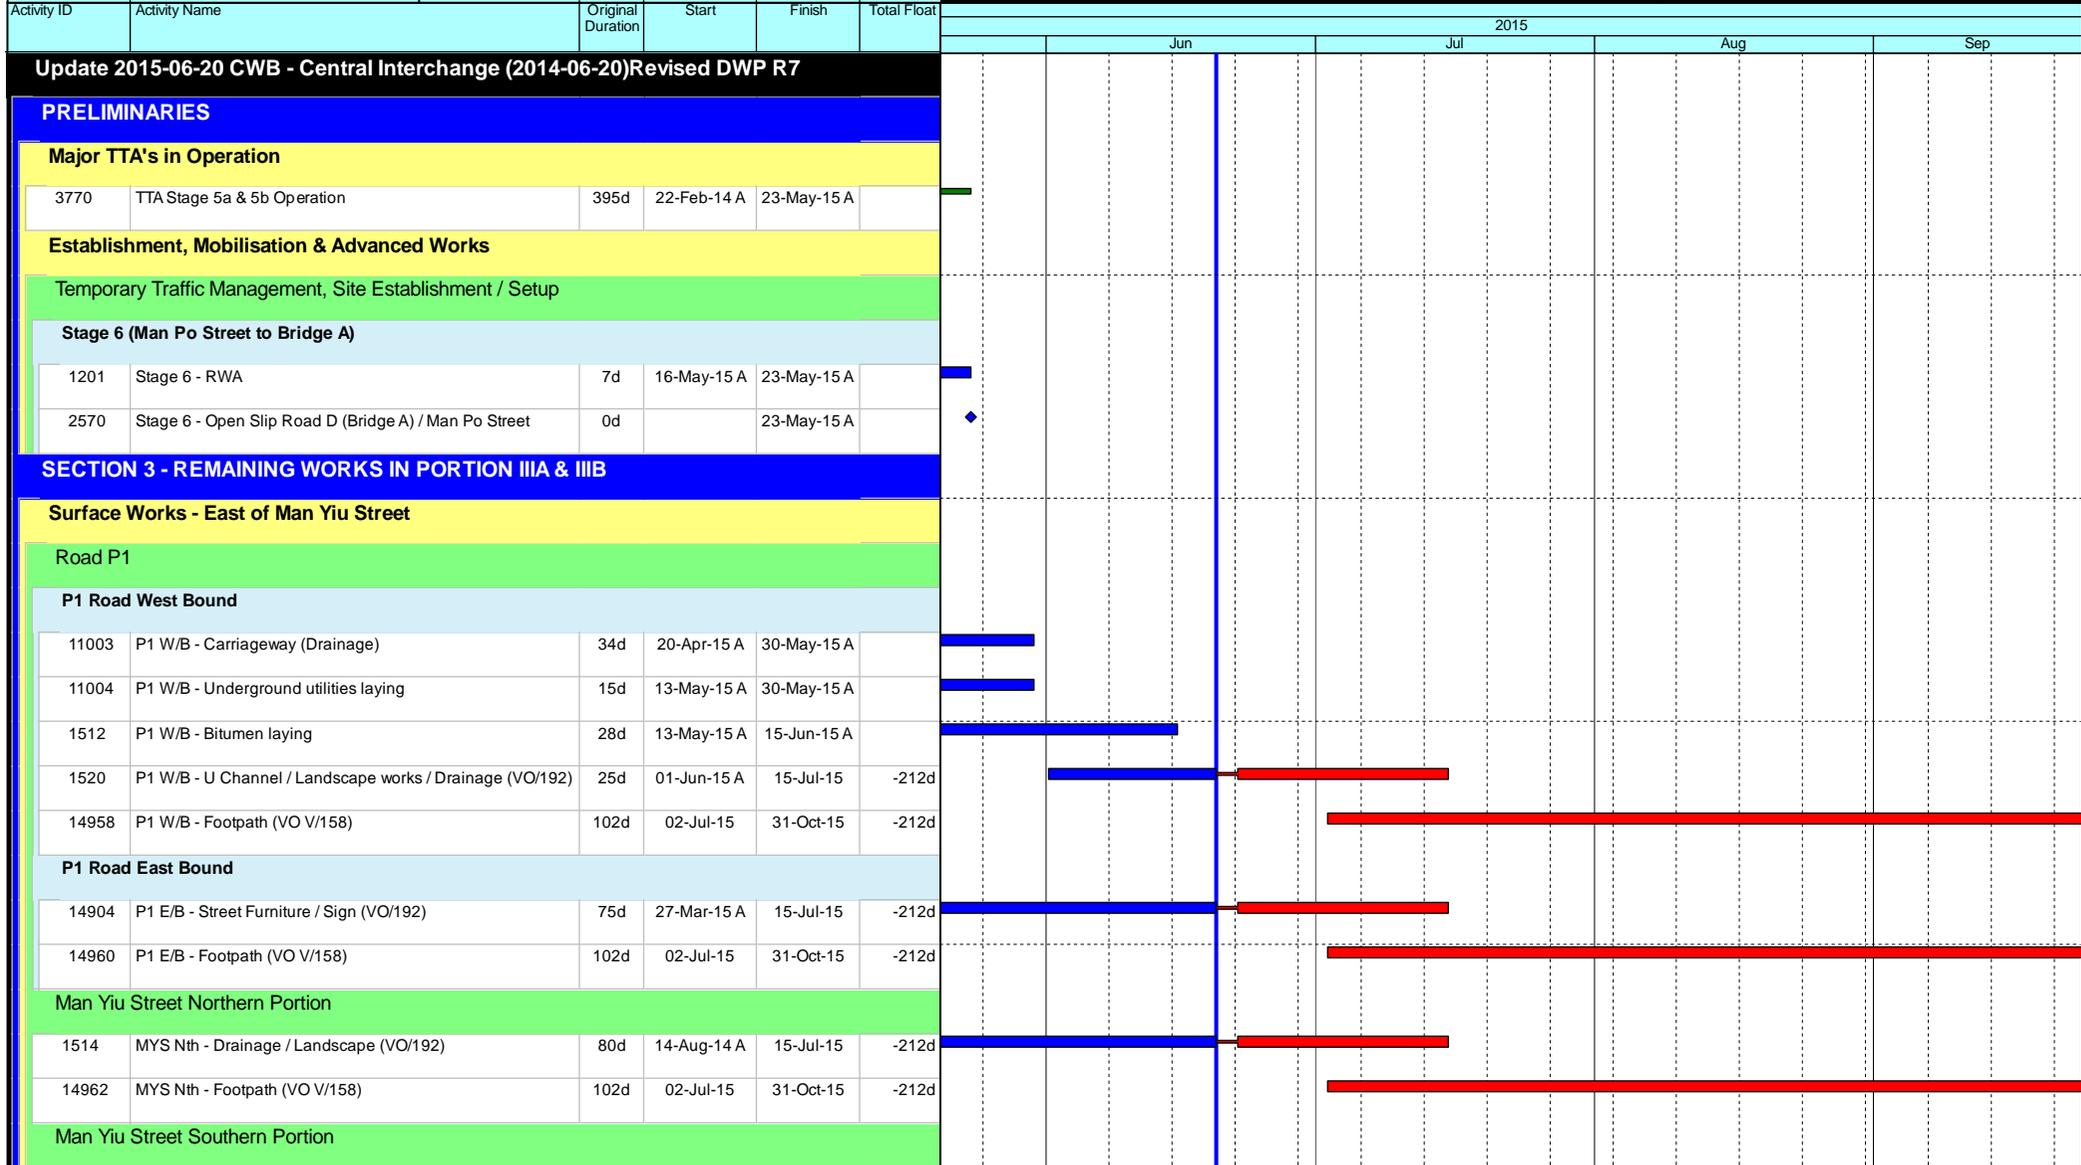 Activity ID Activity Name Original Duration Start Finish Total Float
2015
Jun Jul Aug Sep
Update 2015-06-20 CWB - Central Interchange (2014-06-20)Revised DWP R7
PRELIMINARIES
Major TTA's in Operation
3770 TTA Stage 5a & 5b Operation 395d 22-Feb-14 A 23-May-15 A
Establishment, Mobilisation & Advanced Works
Temporary Traffic Management, Site Establishment / Setup
Stage 6 (Man Po Street to Bridge A)
1201 Stage 6 - RWA 7d 16-May-15 A 23-May-15 A
2570 Stage 6 - Open Slip Road D (Bridge A) / Man Po Street 0d 23-May-15 A
SECTION 3 - REMAINING WORKS IN PORTION IIIA & IIIB
Surface Works - East of Man Yiu Street
Road P1
P1 Road West Bound
11003 P1 W/B - Carriageway (Drainage) 34d 20-Apr-15 A 30-May-15 A
11004 P1 W/B - Underground utilities laying 15d 13-May-15 A 30-May-15 A
1512 P1 W/B - Bitumen laying 28d 13-May-15 A 15-Jun-15 A
1520 P1 W/B - U Channel / Landscape works / Drainage (VO/192) 25d 01-Jun-15 A 15-Jul-15 -212d
14958 P1 W/B - Footpath (VO V/158) 102d 02-Jul-15 31-Oct-15 -212d
P1 Road East Bound
14904 P1 E/B - Street Furniture / Sign (VO/192) 75d 27-Mar-15 A 15-Jul-15 -212d
14960 P1 E/B - Footpath (VO V/158) 102d 02-Jul-15 31-Oct-15 -212d
Man Yiu Street Northern Portion
1514 MYS Nth - Drainage / Landscape (VO/192) 80d 14-Aug-14 A 15-Jul-15 -212d
14962 MYS Nth - Footpath (VO V/158) 102d 02-Jul-15 31-Oct-15 -212d
Man Yiu Street Southern Portion